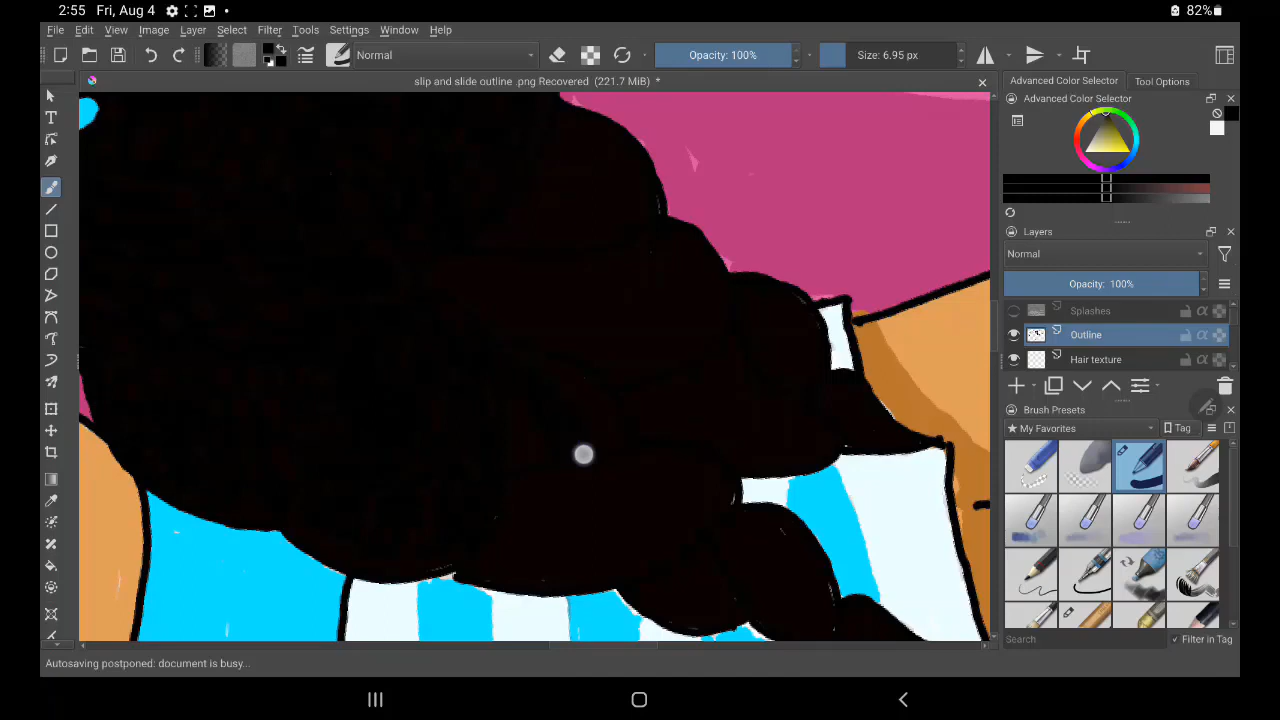 2:55 Fri, Aug 4
82%
File Edit View Image Layer Select Filter Tools Settings Window Help
Normal
Opacity: 100%
Size: 6.95 px
slip and slide outline .png Recovered (221.7 MiB) *
Advanced Color Selector
Tool Options
Advanced Color Selector
Layers
Normal
Opacity: 100%
Splashes
Outline
Hair texture
Brush Presets
★ My Favorites
Tag
Search
✓ Filter in Tag
Autosaving postponed: document is busy...